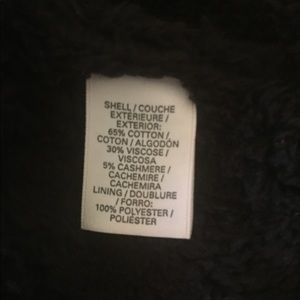 SHELL / COUCHE
EXTÉRIEURE /
EXTERIOR:
65% COTTON /
COTON / ALGODÓN
30% VISCOSE /
VISCOSA
5% CASHMERE /
CACHEMIRE /
CACHEMIRA
LINING / DOUBLURE
/ FORRO:
100% POLYESTER /
POLIÉSTER